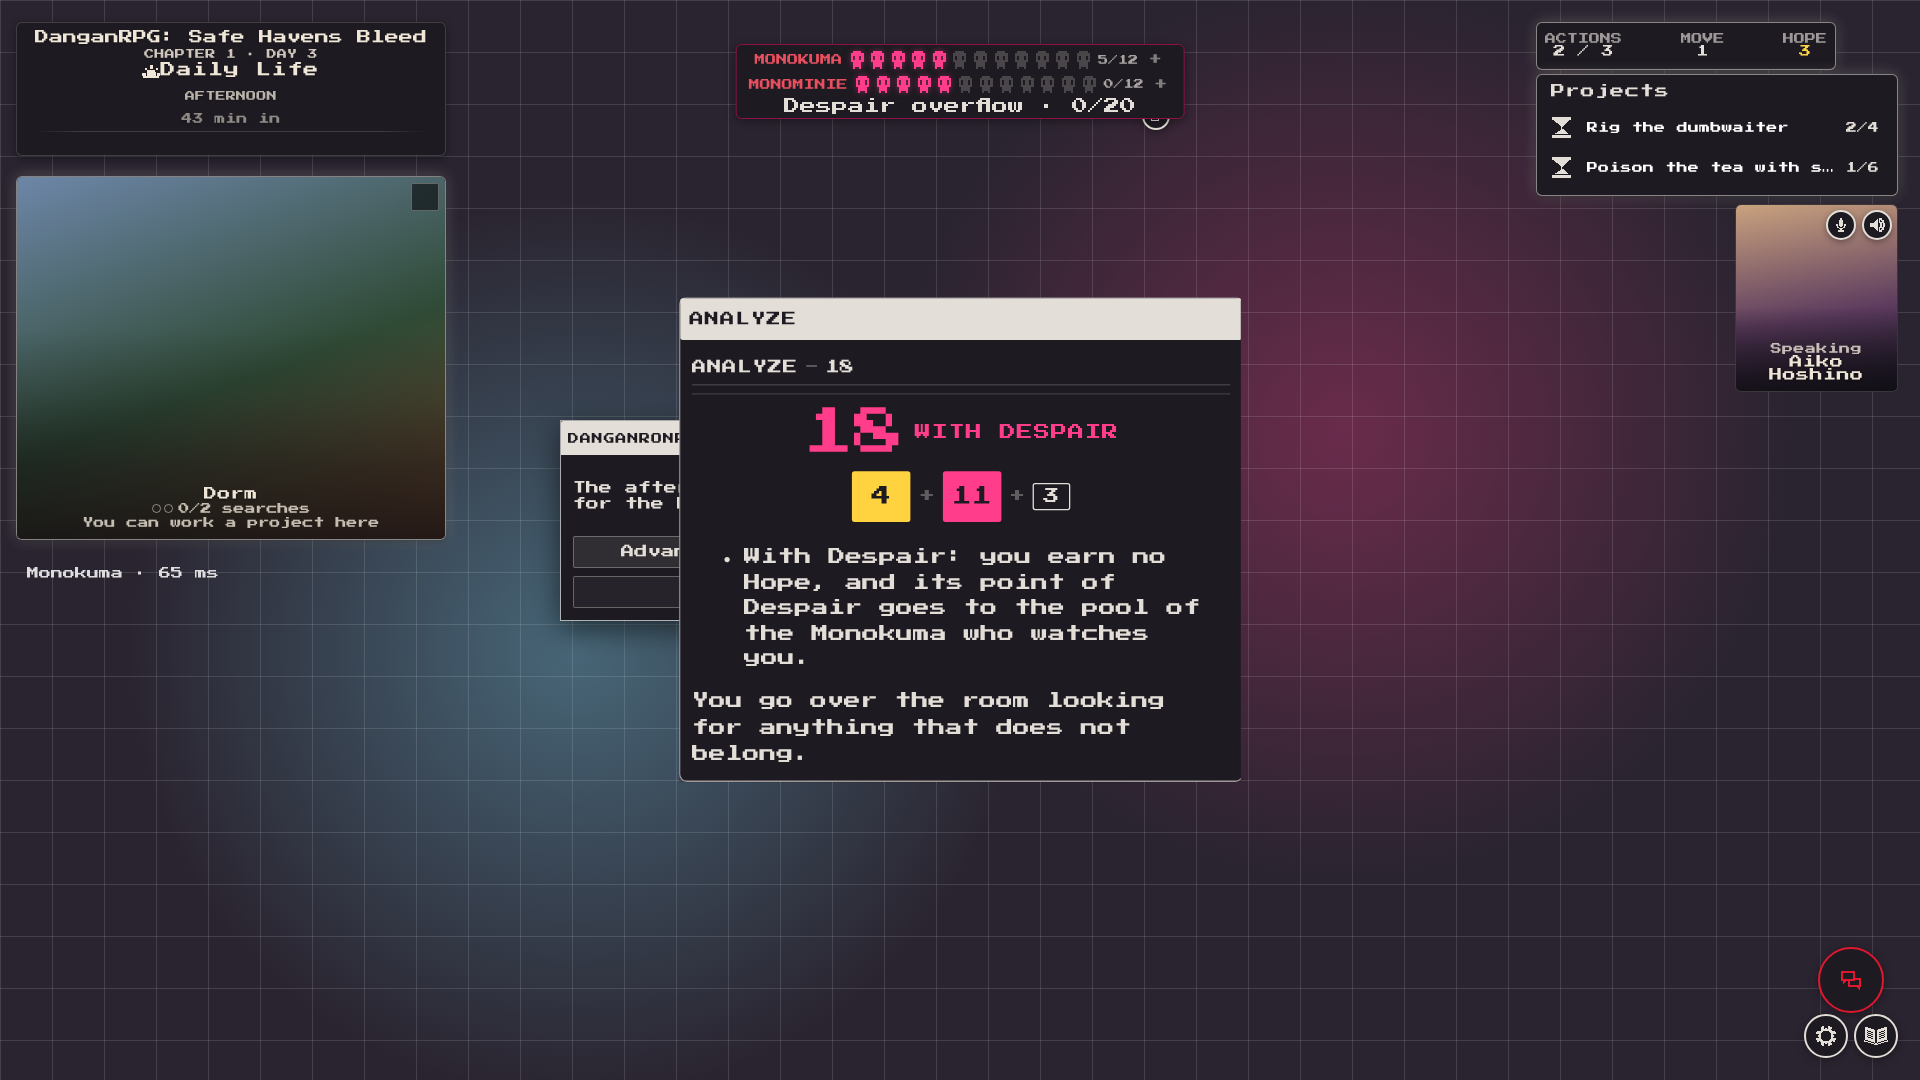 DanganRPG: Safe Havens Bleed
CHAPTER 1 · DAY 3
Daily Life
AFTERNOON
43 min in
MONOKUMA 5/12 +
MONOMINIE 0/12 +
Despair overflow · 0/20
ACTIONS MOVE HOPE
2 / 3 1 3
Projects
Rig the dumbwaiter 2/4
Poison the tea with s… 1/6
Speaking
Aiko
Hoshino
Dorm
0/2 searches
You can work a project here
Monokuma · 65 ms
The
for the
ANALYZE
ANALYZE – 18
18 WITH DESPAIR
4 + 11 + 3
• With Despair: you earn no
Hope, and its point of
Despair goes to the pool of
the Monokuma who watches
you.
You go over the room looking
for anything that does not
belong.